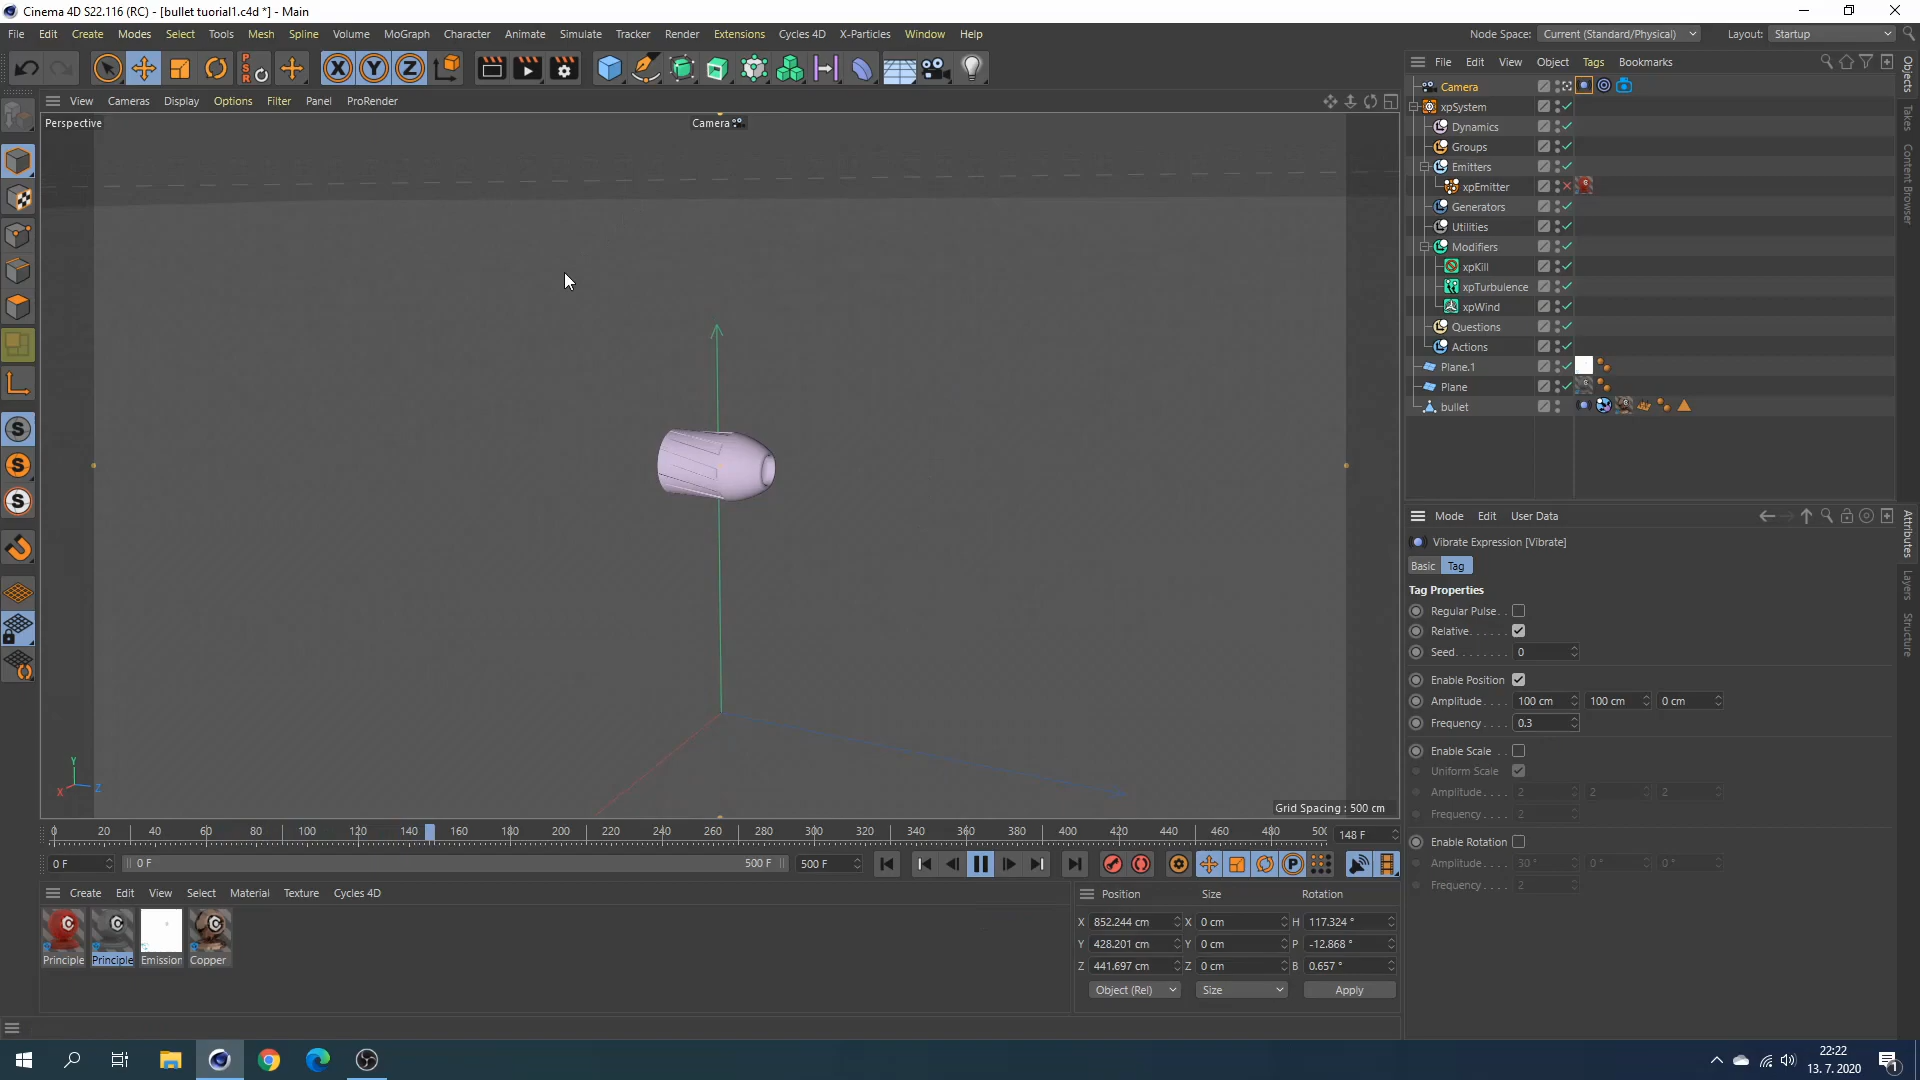 Cinema 4D S22.116 (RC) - [bullet tuorial1.c4d *] - Main
File Edit Create Modes Select Tools Mesh Spline Volume MoGraph Character Animate Simulate Tracker Render Extensions Cycles 4D X-Particles Window Help
Node Space: Current (Standard/Physical) Layout: Startup
PSR X Y Z
View Cameras Display Options Filter Panel ProRender
Perspective
Camera
Grid Spacing : 500 cm
Y
X
Z
File Edit View Object Tags Bookmarks
Camera
xpSystem
Dynamics
Groups
Emitters
xpEmitter
Generators
Utilities
Modifiers
xpKill
xpTurbulence
xpWind
Questions
Actions
Plane.1
Plane
bullet
Objects
Takes
Content Browser
Mode Edit User Data
Vibrate Expression [Vibrate]
Basic Tag
Tag Properties
Regular Pulse. .
Relative. . . . . .
Seed. . . . . . . . 0
Enable Position
Amplitude. . . . 100 cm 100 cm 0 cm
Frequency. . . . 0.3
Enable Scale . .
Uniform Scale
Amplitude. . . . 2 2 2
Frequency. . . . 2
Enable Rotation
Amplitude. . . . 30 ° 0 ° 0 °
Frequency. . . . 2
Attributes
Layers
Structure
0 20 40 60 80 100 120 140 160 180 200 220 240 260 280 300 320 340 360 380 400 420 440 460 480 500 148 F
0 F 0 F 500 F 500 F
Create Edit View Select Material Texture Cycles 4D
Principle Principle Emission Copper
Position Size Rotation
X 852.244 cm X 0 cm H 117.324 °
Y 428.201 cm Y 0 cm P -12.868 °
Z 441.697 cm Z 0 cm B 0.657 °
Object (Rel) Size Apply
22:22
13. 7. 2020
1